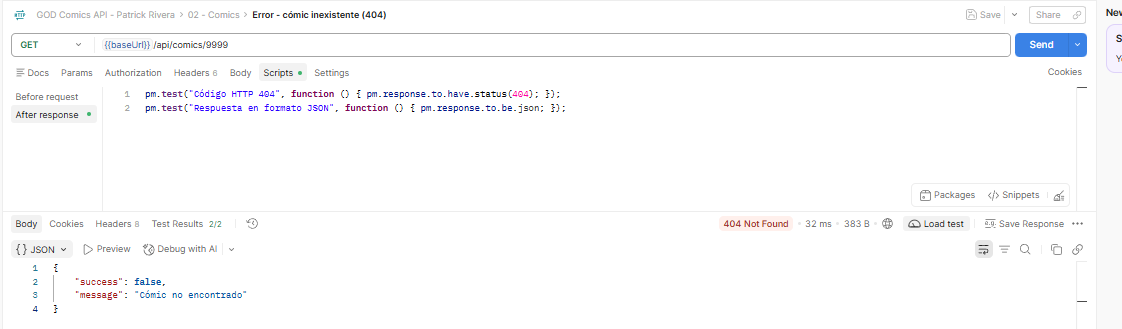 HTTP GOD Comics API - Patrick Rivera > 02 - Comics > Error - cómic inexistente (404) Save Share
New
GET {{baseUrl}} /api/comics/9999 Send
S
Docs Params Authorization Headers 6 Body Scripts Settings Cookies
Before request
After response
1 pm.test("Código HTTP 404", function () { pm.response.to.have.status(404); });
2 pm.test("Respuesta en formato JSON", function () { pm.response.to.be.json; });
Packages </> Snippets
Body Cookies Headers 8 Test Results 2/2 404 Not Found • 32 ms • 383 B • Load test e.g. Save Response
{} JSON Preview Debug with AI
1 {
2 "success": false,
3 "message": "Cómic no encontrado"
4 }